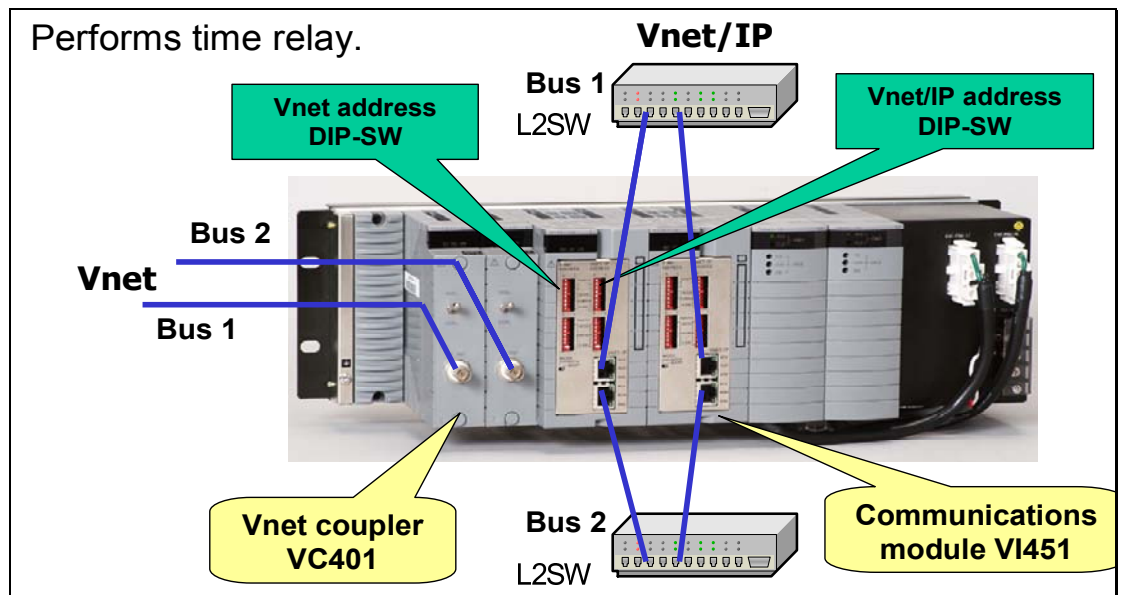 Performs time relay.
Vnet/IP
Bus 1
L2SW
Vnet address
DIP-SW
Vnet/IP address
DIP-SW
Bus 2
Vnet
Bus 1
Vnet coupler
VC401
Bus 2
L2SW
Communications
module VI451